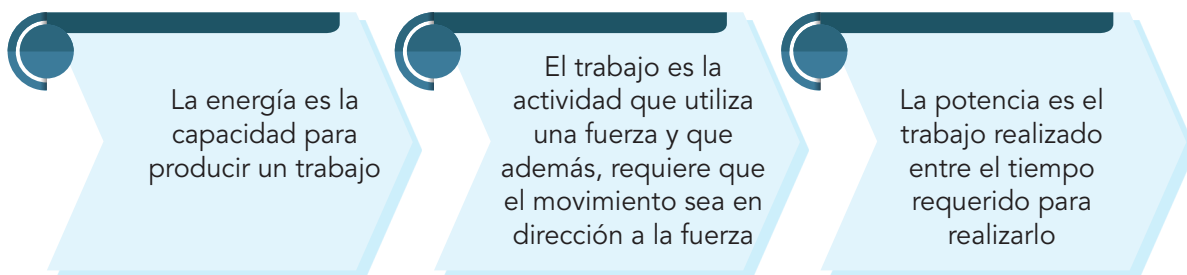 La energía es la
capacidad para
producir un trabajo
El trabajo es la
actividad que utiliza
una fuerza y que
además, requiere que
el movimiento sea en
dirección a la fuerza
La potencia es el
trabajo realizado
entre el tiempo
requerido para
realizarlo